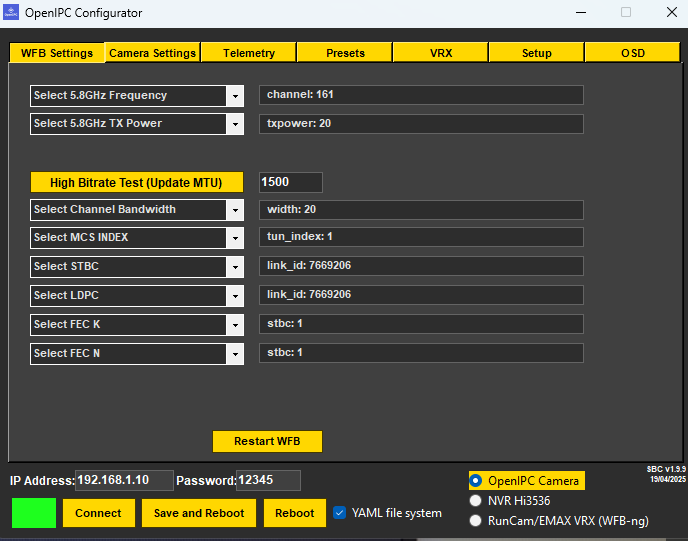 OpenIPC Configurator
WFB Settings Camera Settings Telemetry Presets VRX Setup OSD
Select 5.8GHz Frequency channel: 161
Select 5.8GHz TX Power txpower: 20
High Bitrate Test (Update MTU) 1500
Select Channel Bandwidth width: 20
Select MCS INDEX tun_index: 1
Select STBC link_id: 7669206
Select LDPC link_id: 7669206
Select FEC K stbc: 1
Select FEC N stbc: 1
Restart WFB
$BC v1.9.9
19/04/2025
IP Address: 192.168.1.10 Password: 12345
OpenIPC Camera
NVR Hi3536
RunCam/EMAX VRX (WFB-ng)
Connect Save and Reboot Reboot YAML file system